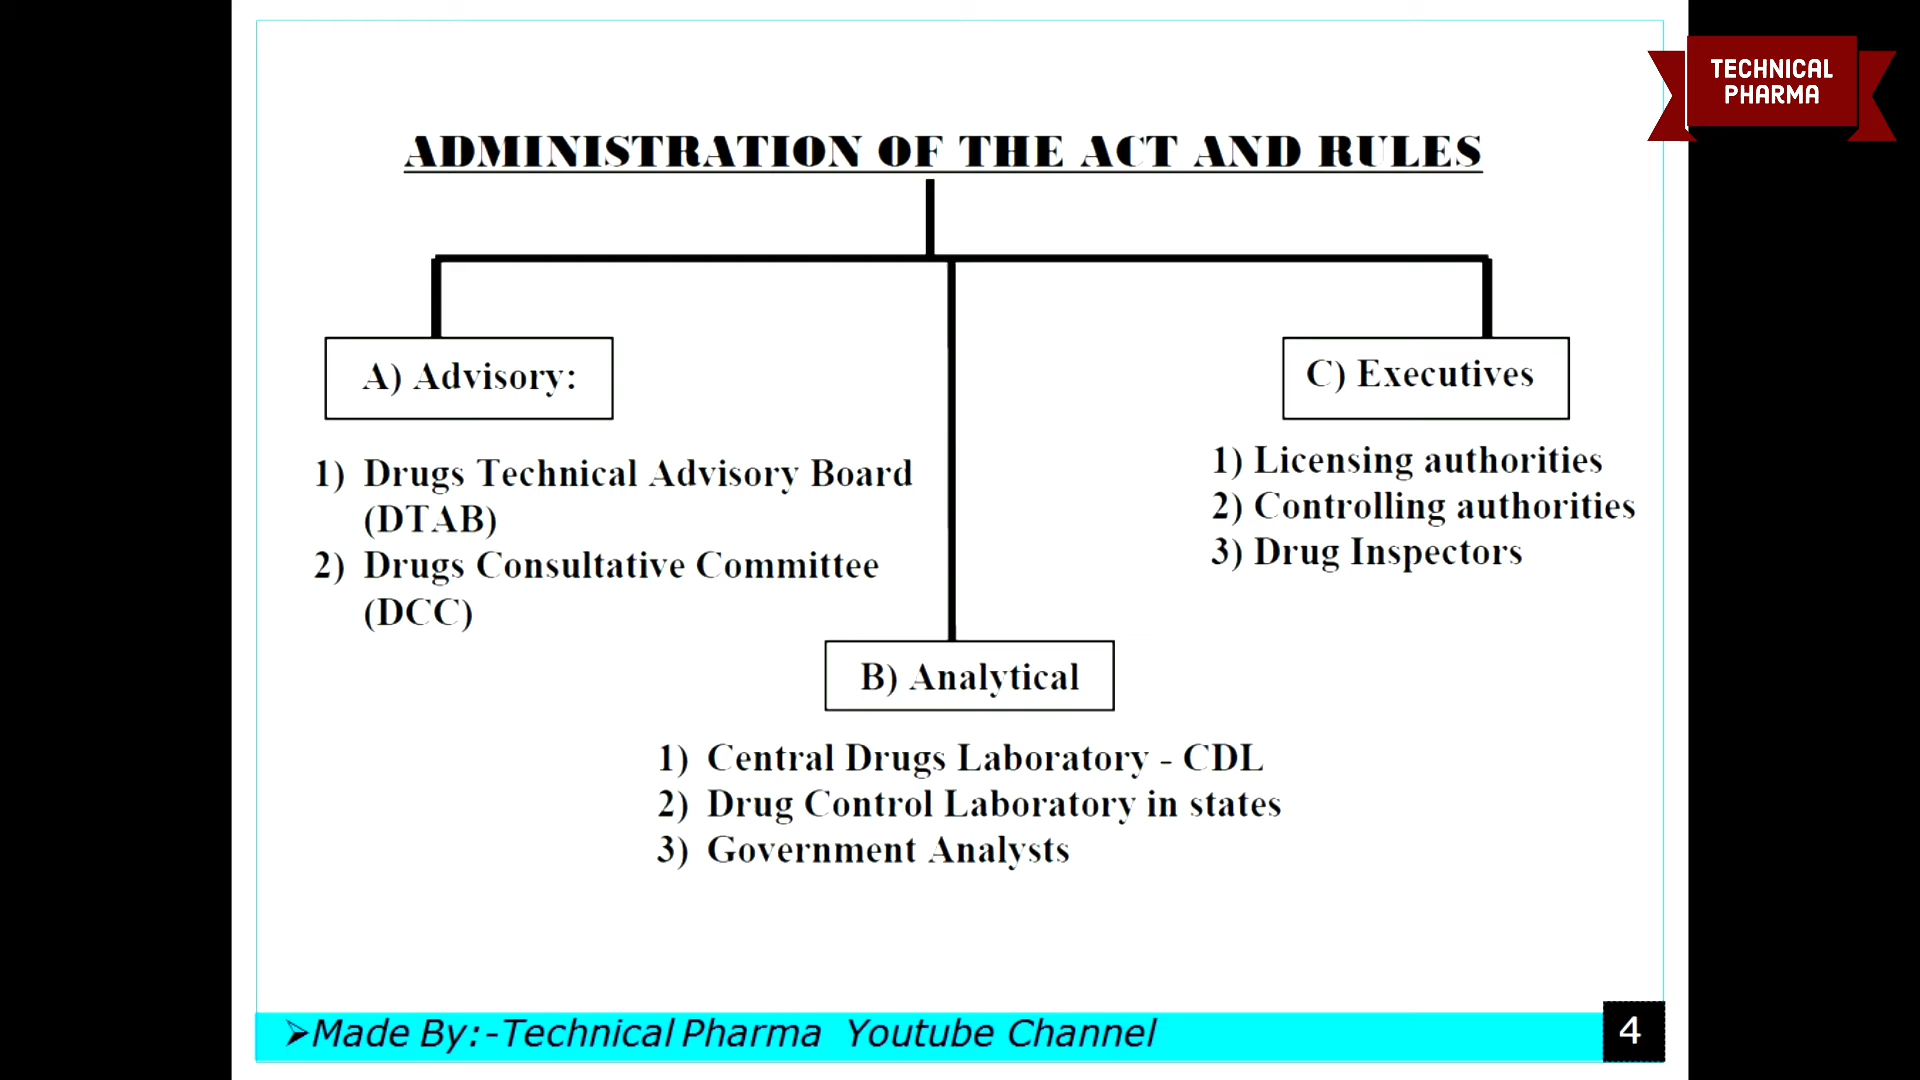 TECHNICAL
PHARMA
ADMINISTRATION OF THE ACT AND RULES
A) Advisory:
1) Drugs Technical Advisory Board
(DTAB)
2) Drugs Consultative Committee
(DCC)
C) Executives
1) Licensing authorities
2) Controlling authorities
3) Drug Inspectors
B) Analytical
1) Central Drugs Laboratory - CDL
2) Drug Control Laboratory in states
3) Government Analysts
➢Made By:-Technical Pharma Youtube Channel
4